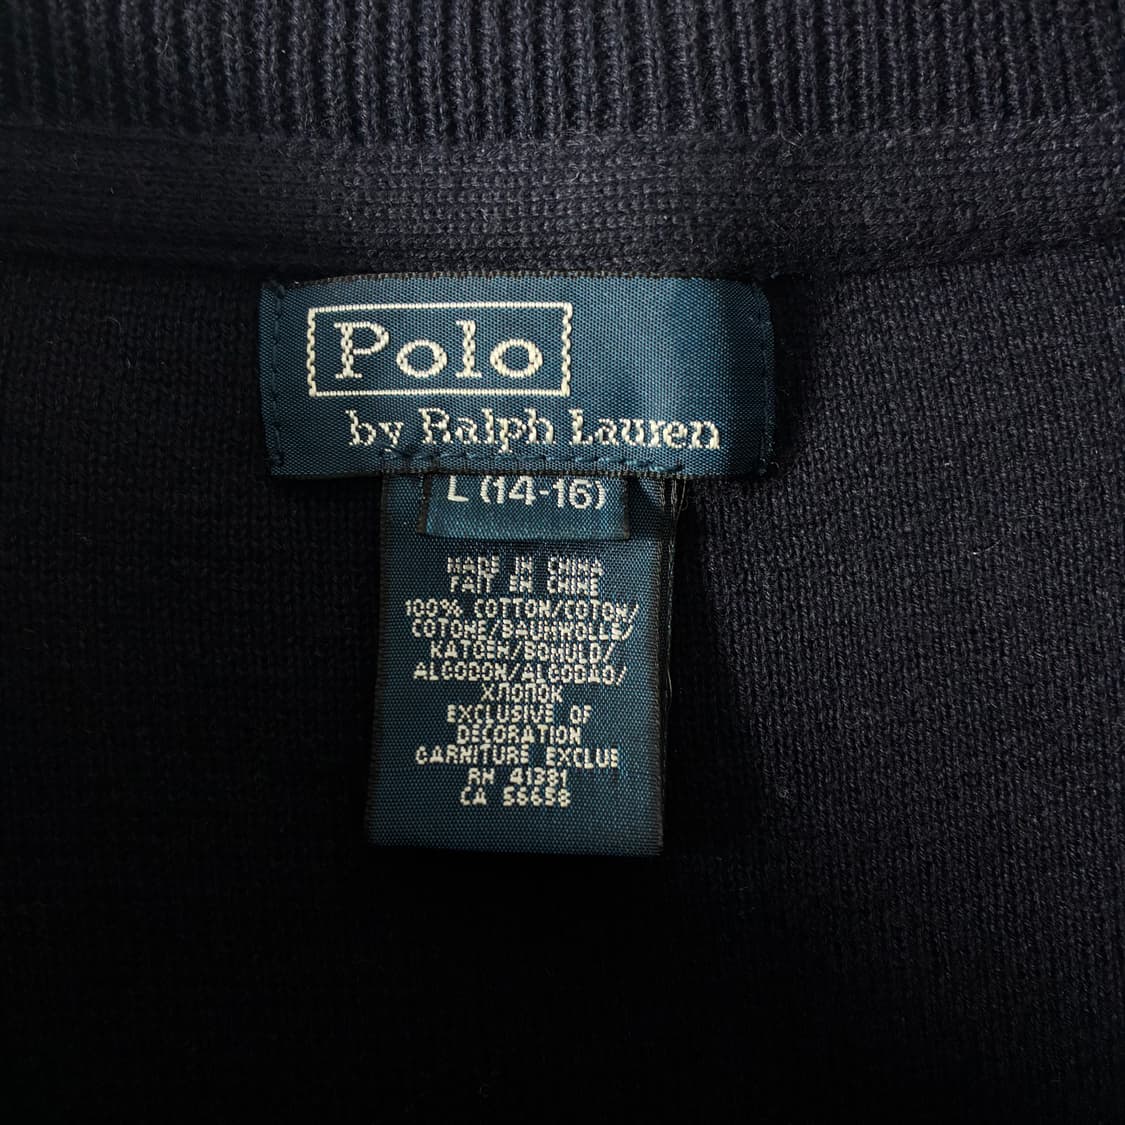 Polo
by Ralph Lauren
L (14-16)
MADE IN CHINA
FAIT EN CHINE
100% COTTON/COTON/
COTONE/BAUMWOLLE/
KATOEN/BOMULD/
ALGODON/ALGODAO/
ХЛОПОК
EXCLUSIVE OF
DECORATION
GARNITURE EXCLUE
RN 41381
CA 56658